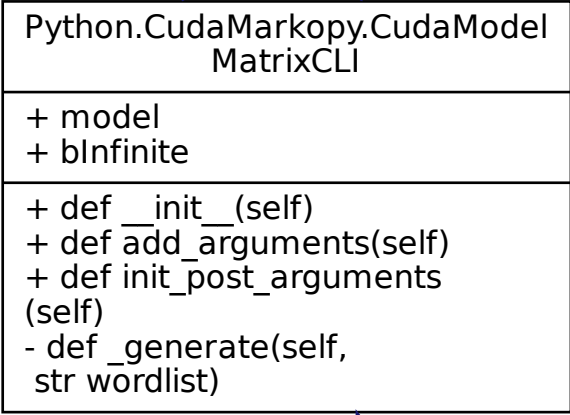 Python.CudaMarkopy.CudaModel
MatrixCLI
+ model
+ bInfinite
+ def __init__(self)
+ def add_arguments(self)
+ def init_post_arguments
(self)
- def _generate(self,
str wordlist)